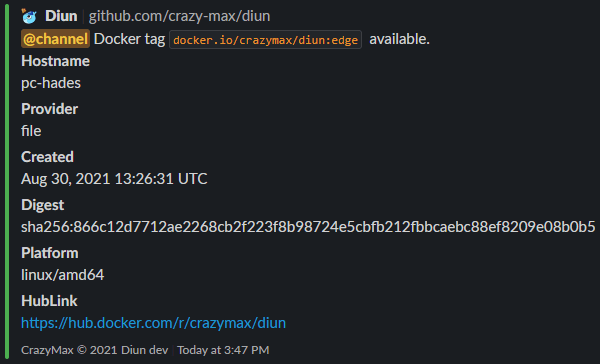 Diun | github.com/crazy-max/diun
@channel Docker tag docker.io/crazymax/diun:edge available.
Hostname
pc-hades
Provider
file
Created
Aug 30, 2021 13:26:31 UTC
Digest
sha256:866c12d7712ae2268cb2f223f8b98724e5cbfb212fbbcaebc88ef8209e08b0b5
Platform
linux/amd64
HubLink
https://hub.docker.com/r/crazymax/diun
CrazyMax © 2021 Diun dev | Today at 3:47 PM